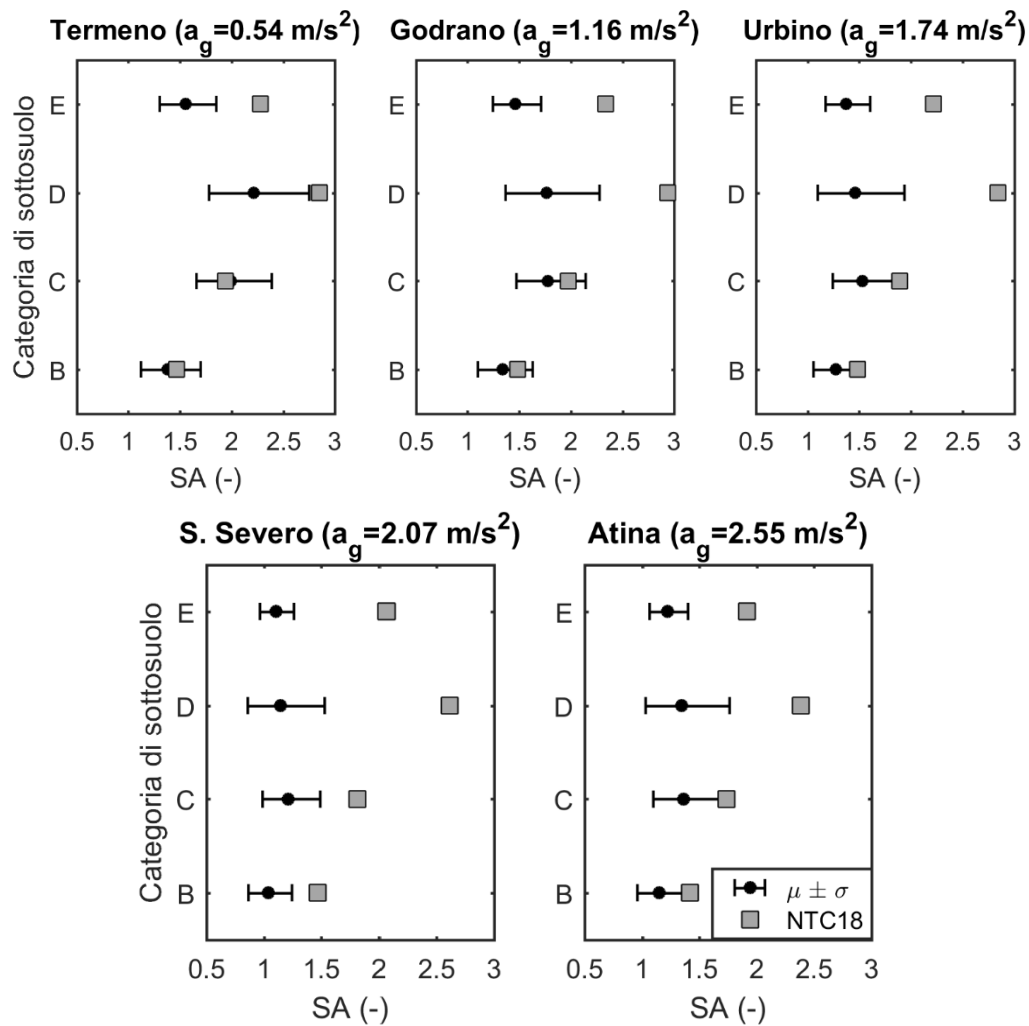 Termeno (a_g=0.54 m/s²)
Godrano (a_g=1.16 m/s²)
Urbino (a_g=1.74 m/s²)
Categoria di sottosuolo
E
D
C
B
0.5 1 1.5 2 2.5 3
SA (-)
E
D
C
B
0.5 1 1.5 2 2.5 3
SA (-)
E
D
C
B
0.5 1 1.5 2 2.5 3
SA (-)
S. Severo (a_g=2.07 m/s²)
Atina (a_g=2.55 m/s²)
Categoria di sottosuolo
E
D
C
B
0.5 1 1.5 2 2.5 3
SA (-)
E
D
C
B
μ ± σ
NTC18
0.5 1 1.5 2 2.5 3
SA (-)